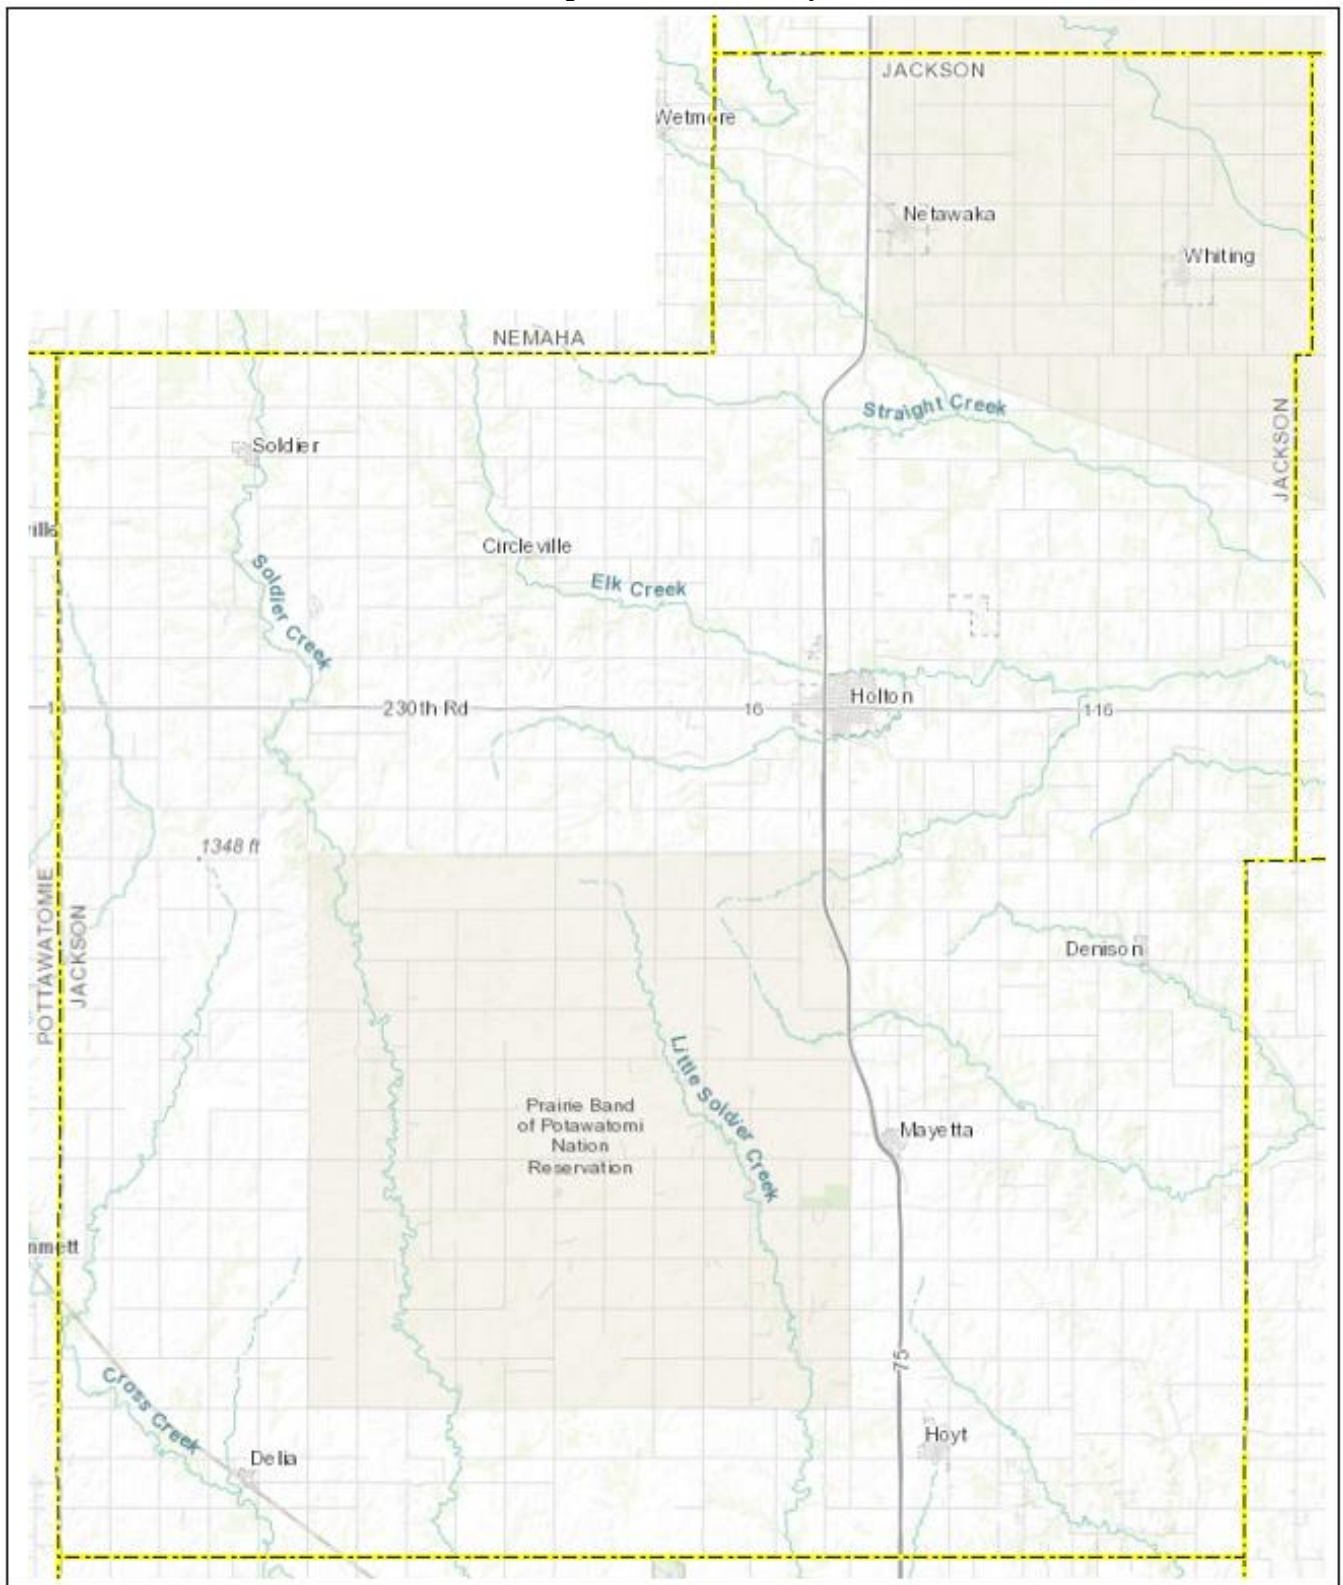 JACKSON
Wetmore
Netawaka
Whiting
NEMAHA
Straight Creek
JACKSON
Soldier
Circleville
Elk Creek
Soldier Creek
Holton
230th Rd
16
116
1348 ft
POTTAWATOMIE
JACKSON
Denison
Little Soldier Creek
Prairie Band
of Potawatomi
Nation
Reservation
Mayetta
mmett
75
Cross Creek
Hoyt
Delia